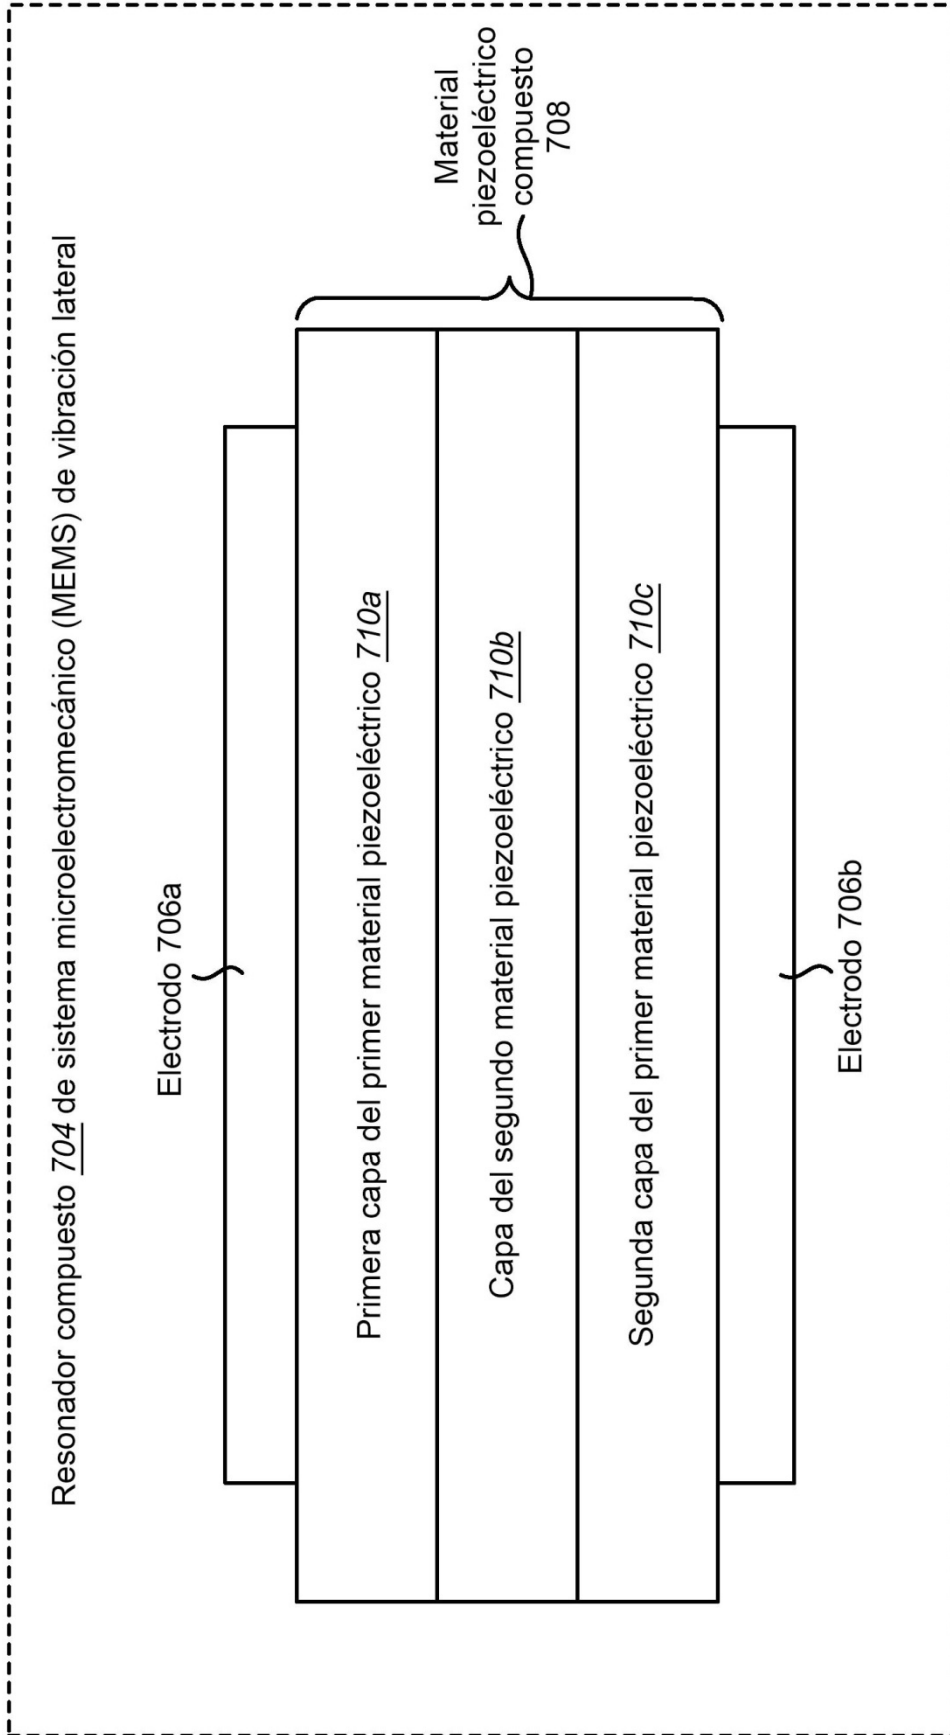 Resonador compuesto 704 de sistema microelectromecánico (MEMS) de vibración lateral
Electrodo 706a
Primera capa del primer material piezoeléctrico 710a
Capa del segundo material piezoeléctrico 710b
Segunda capa del primer material piezoeléctrico 710c
Material
piezoeléctrico
compuesto
708
Electrodo 706b